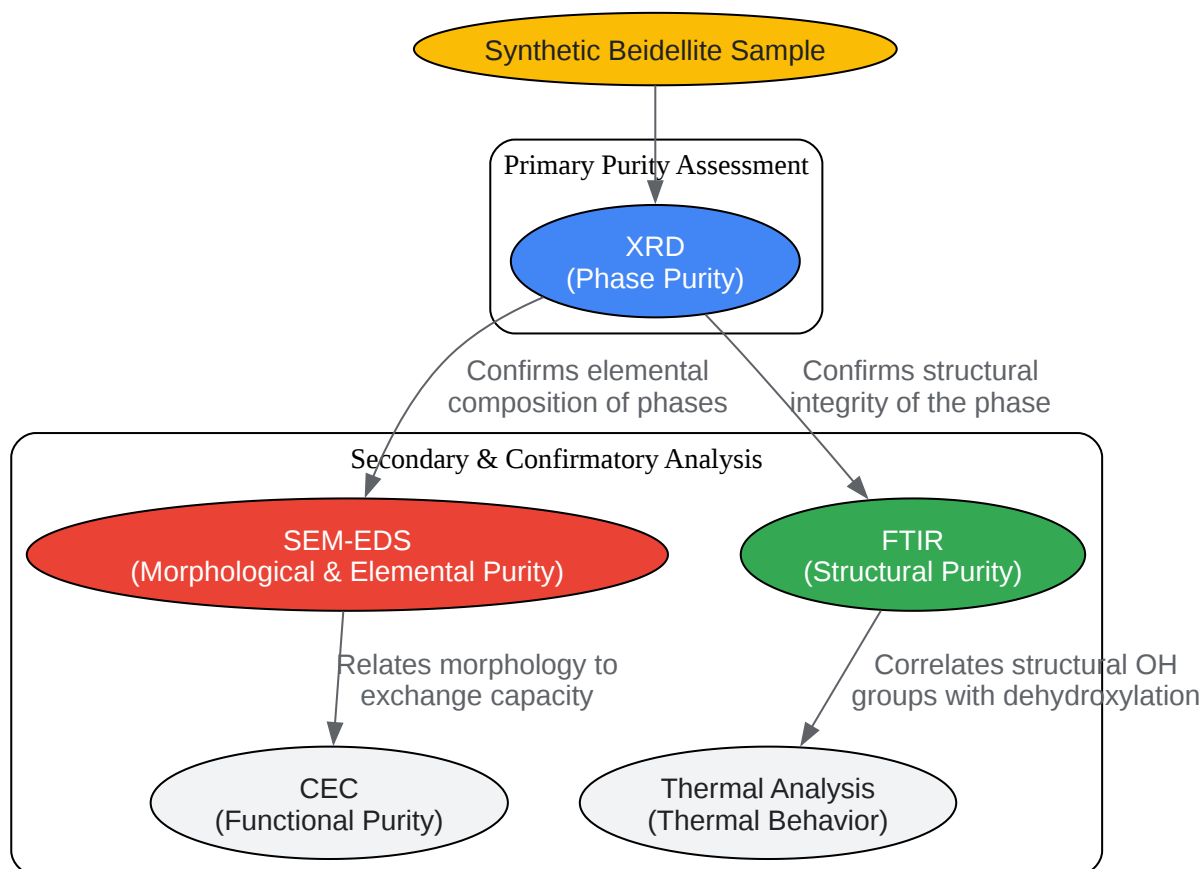 Synthetic Beidellite Sample
Primary Purity Assessment
XRD
(Phase Purity)
Confirms elemental
composition of phases
Confirms structural
integrity of the phase
Secondary & Confirmatory Analysis
SEM-EDS
(Morphological & Elemental Purity)
FTIR
(Structural Purity)
Relates morphology to
exchange capacity
Correlates structural OH
groups with dehydroxylation
CEC
(Functional Purity)
Thermal Analysis
(Thermal Behavior)